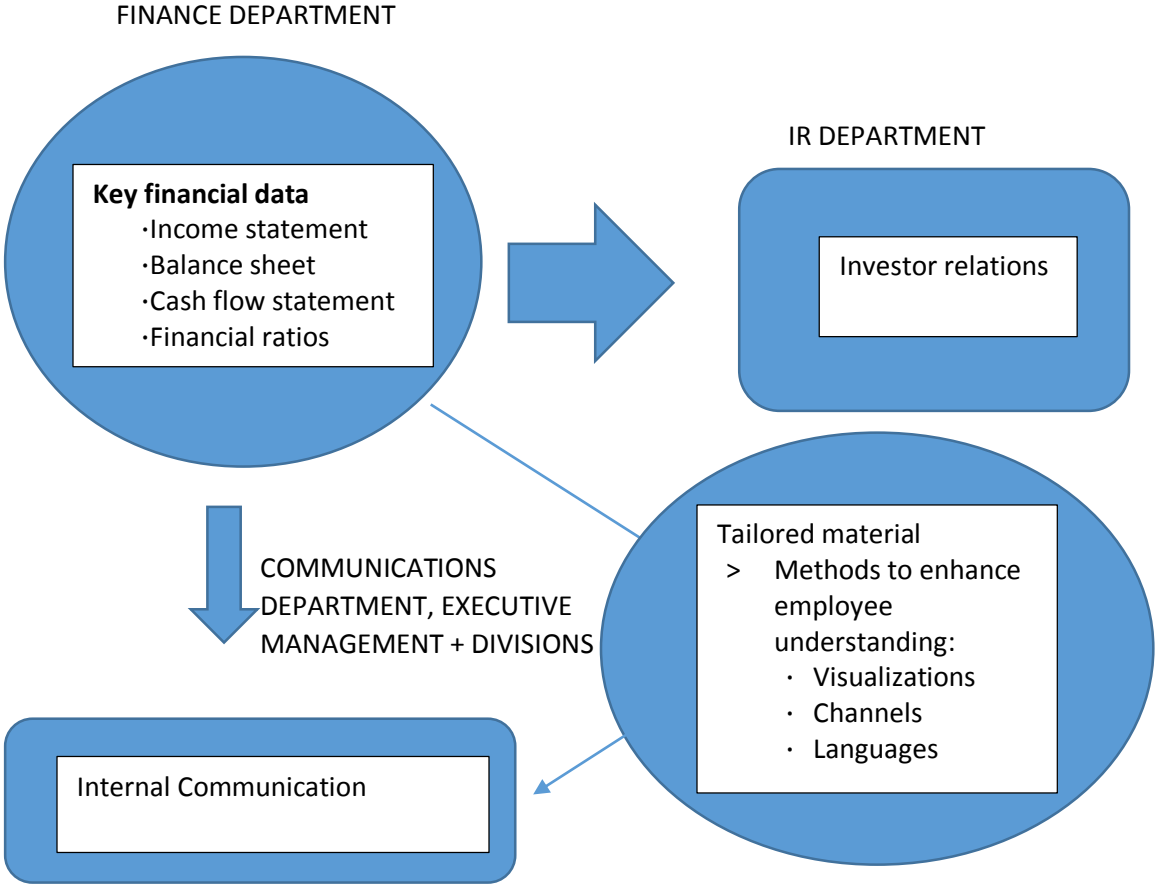 FINANCE DEPARTMENT
IR DEPARTMENT
Key financial data
·Income statement
·Balance sheet
·Cash flow statement
·Financial ratios
Investor relations
COMMUNICATIONS
DEPARTMENT, EXECUTIVE
MANAGEMENT + DIVISIONS
Tailored material
> Methods to enhance
employee
understanding:
· Visualizations
· Channels
· Languages
Internal Communication